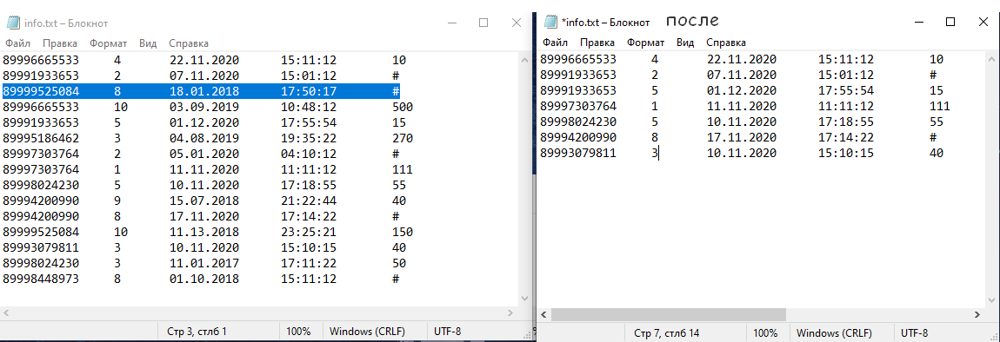 info.txt – Блокнот
Файл Правка Формат Вид Справка
89996665533 4 22.11.2020 15:11:12 10
89991933653 2 07.11.2020 15:01:12 #
89999525084 8 18.01.2018 17:50:17 #
89996665533 10 03.09.2019 10:48:12 500
89991933653 5 01.12.2020 17:55:54 15
89995186462 3 04.08.2019 19:35:22 270
89997303764 2 05.01.2020 04:10:12 #
89997303764 1 11.11.2020 11:11:12 111
89998024230 5 10.11.2020 17:18:55 55
89994200990 9 15.07.2018 21:22:44 40
89994200990 8 17.11.2020 17:14:22 #
89999525084 10 11.13.2018 23:25:21 150
89993079811 3 10.11.2020 15:10:15 40
89998024230 3 11.01.2017 17:11:22 50
89998448973 8 01.10.2018 15:11:12 #
Стр 3, стлб 1 100% Windows (CRLF) UTF-8
*info.txt – Блокнот после
Файл Правка Формат Вид Справка
89996665533 4 22.11.2020 15:11:12 10
89991933653 2 07.11.2020 15:01:12 #
89991933653 5 01.12.2020 17:55:54 15
89997303764 1 11.11.2020 11:11:12 111
89998024230 5 10.11.2020 17:18:55 55
89994200990 8 17.11.2020 17:14:22 #
89993079811 3 10.11.2020 15:10:15 40
Стр 7, стлб 14 100% Windows (CRLF) UTF-8